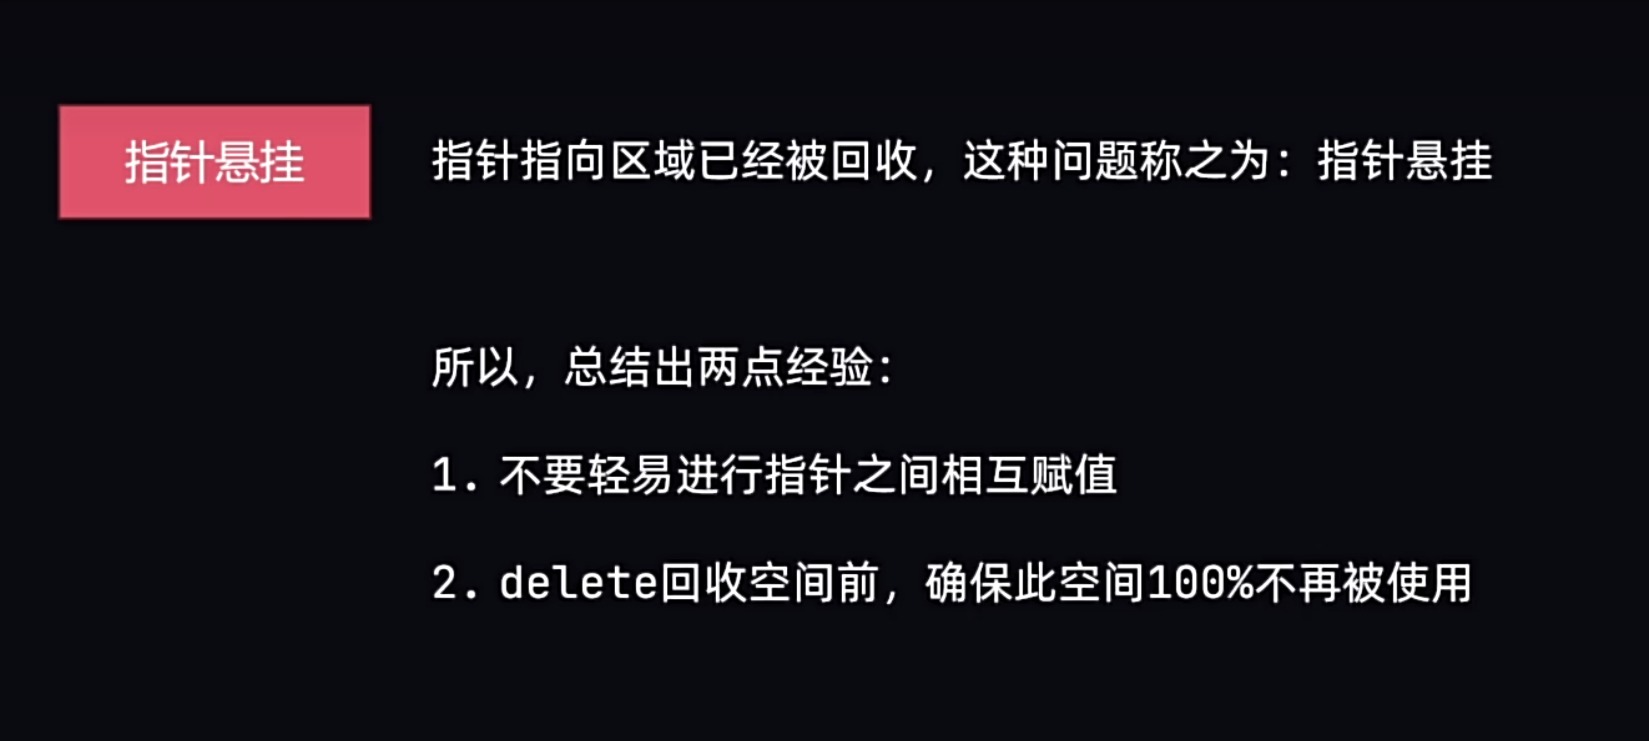 指针悬挂
指针指向区域已经被回收，这种问题称之为：指针悬挂
所以，总结出两点经验：
1. 不要轻易进行指针之间相互赋值
2. delete回收空间前，确保此空间100%不再被使用